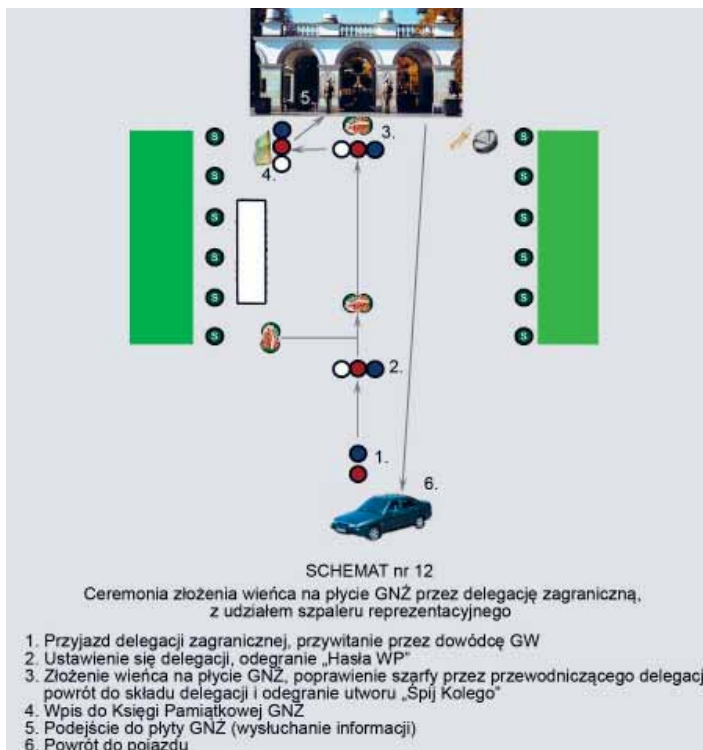 5.
3.
4.
S S
S S
S S
S S
S S
S S
2.
1.
6.
SCHEMAT nr 12
Ceremonia złożenia wieńca na płycie GNŻ przez delegację zagraniczną,
z udziałem szpaleru reprezentacyjnego
1. Przyjazd delegacji zagranicznej, przywitanie przez dowódcę GW
2. Ustawienie się delegacji, odegranie „Hasła WP”
3. Złożenie wieńca na płycie GNŻ, poprawienie szarfy przez przewodniczącego delegacj
powrót do składu delegacji i odegranie utworu „Śpij Kolego”
4. Wpis do Księgi Pamiątkowej GNŻ
5. Podejście do płyty GNŻ (wysłuchanie informacji)
6. Powrót do pojazdu